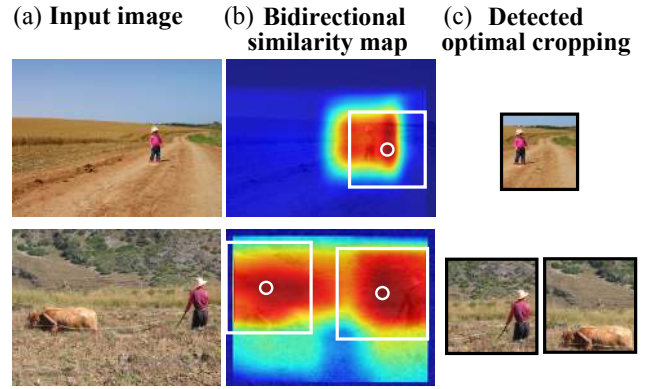 (a) Input image
(b) Bidirectional
similarity map
(c) Detected
optimal cropping